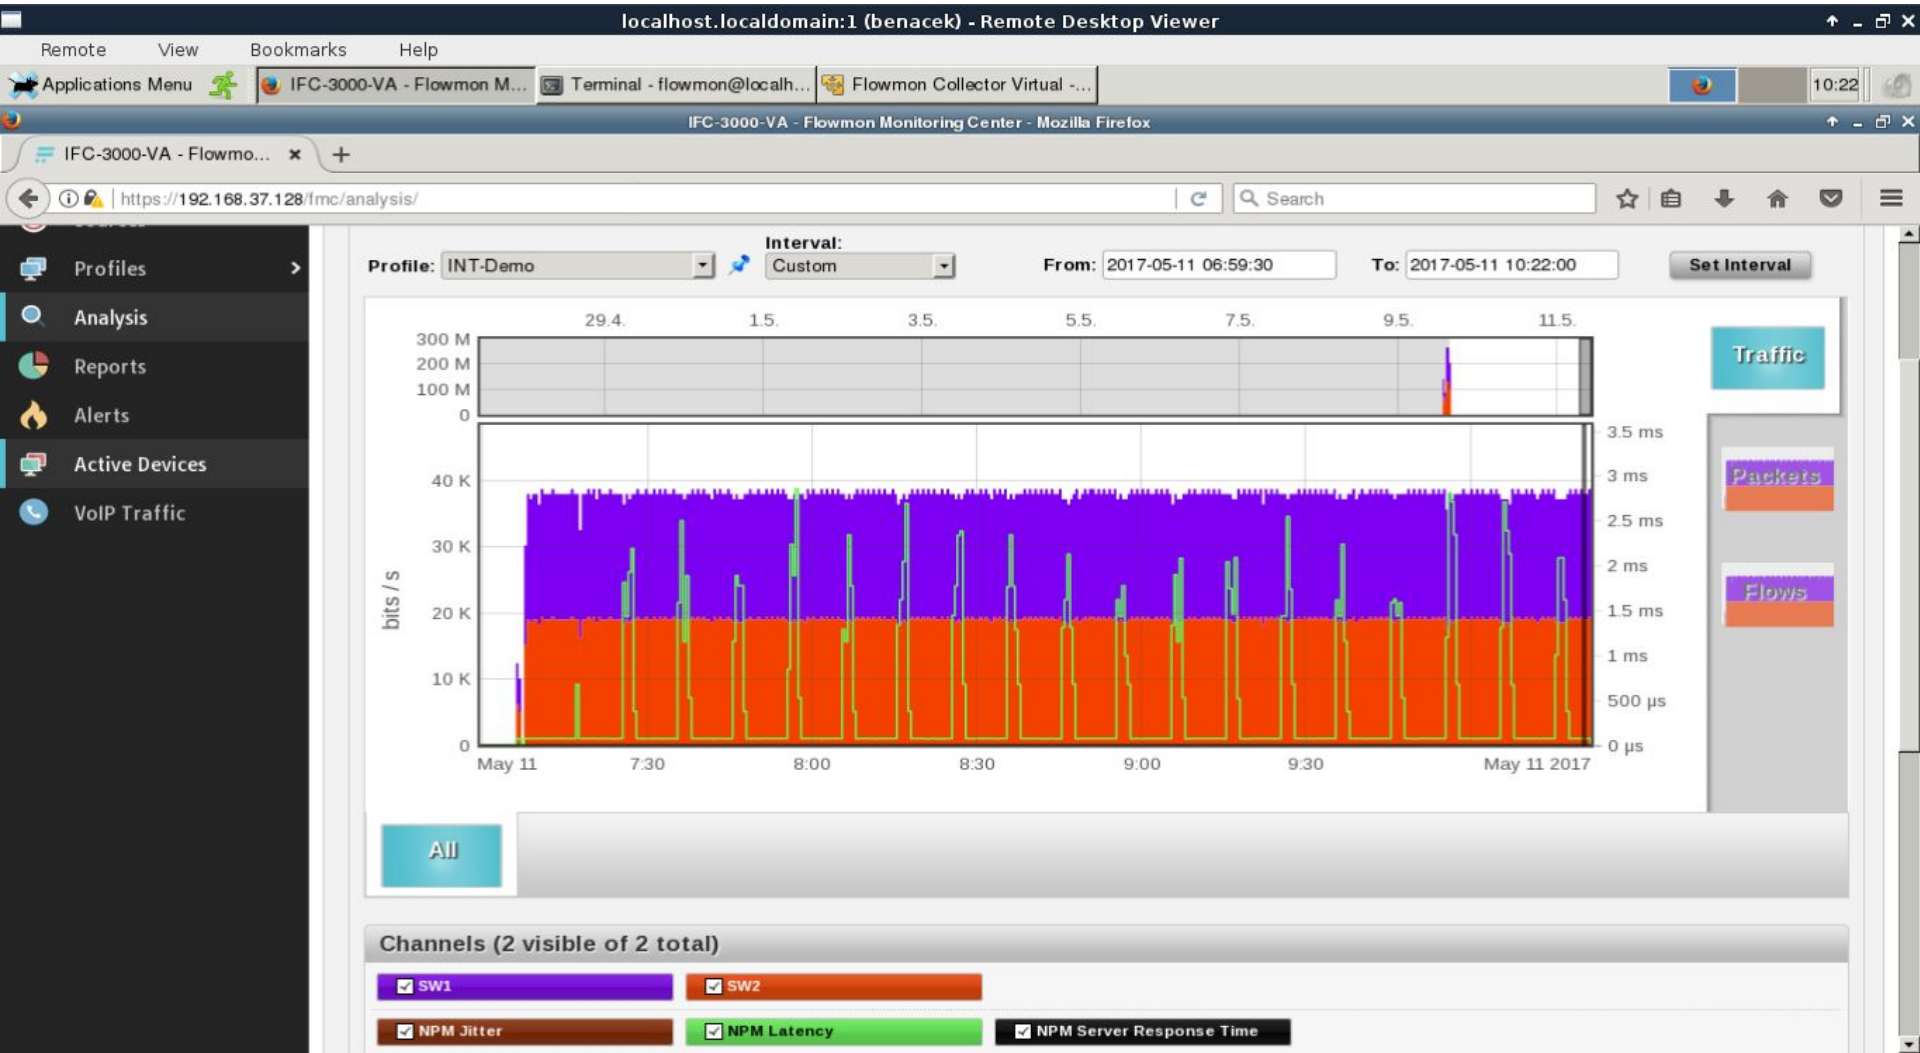 localhost.localdomain:1 (benacek) - Remote Desktop Viewer
Remote View Bookmarks Help
Applications Menu IFC-3000-VA - Flowmon M... Terminal - flowmon@localh... Flowmon Collector Virtual -... 10:22
IFC-3000-VA - Flowmon Monitoring Center - Mozilla Firefox
IFC-3000-VA - Flowmo... × +
https://192.168.37.128/fmc/analysis/ Search
Profiles
Analysis
Reports
Alerts
Active Devices
VoIP Traffic
Profile: INT-Demo Interval: Custom From: 2017-05-11 06:59:30 To: 2017-05-11 10:22:00 Set Interval
29.4. 1.5. 3.5. 5.5. 7.5. 9.5. 11.5.
300 M
200 M
100 M
0
40 K
30 K
20 K
10 K
0
bits / s
3.5 ms
3 ms
2.5 ms
2 ms
1.5 ms
1 ms
500 µs
0 µs
May 11 7:30 8:00 8:30 9:00 9:30 May 11 2017
Traffic
Packets
Flows
All
Channels (2 visible of 2 total)
SW1 SW2
NPM Jitter NPM Latency NPM Server Response Time